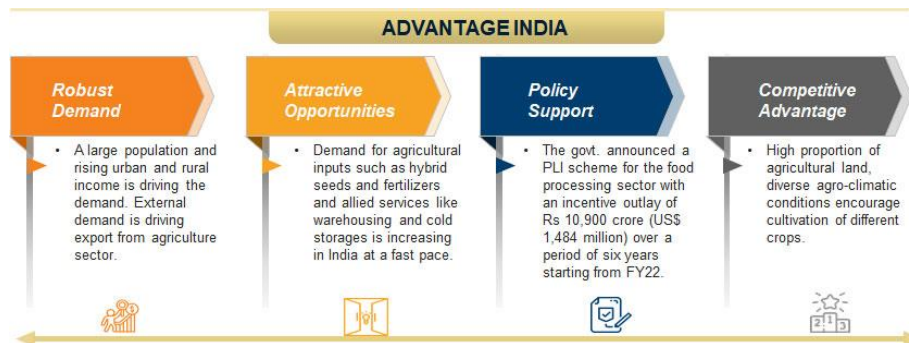 ADVANTAGE INDIA
Robust
Demand
• A large population and
rising urban and rural
income is driving the
demand. External
demand is driving
export from agriculture
sector.
Attractive
Opportunities
• Demand for agricultural
inputs such as hybrid
seeds and fertilizers
and allied services like
warehousing and cold
storages is increasing
in India at a fast pace.
Policy
Support
• The govt. announced a
PLI scheme for the food
processing sector with
an incentive outlay of
Rs 10,900 crore (US$
1,484 million) over a
period of six years
starting from FY22.
Competitive
Advantage
• High proportion of
agricultural land,
diverse agro-climatic
conditions encourage
cultivation of different
crops.
2 1 3